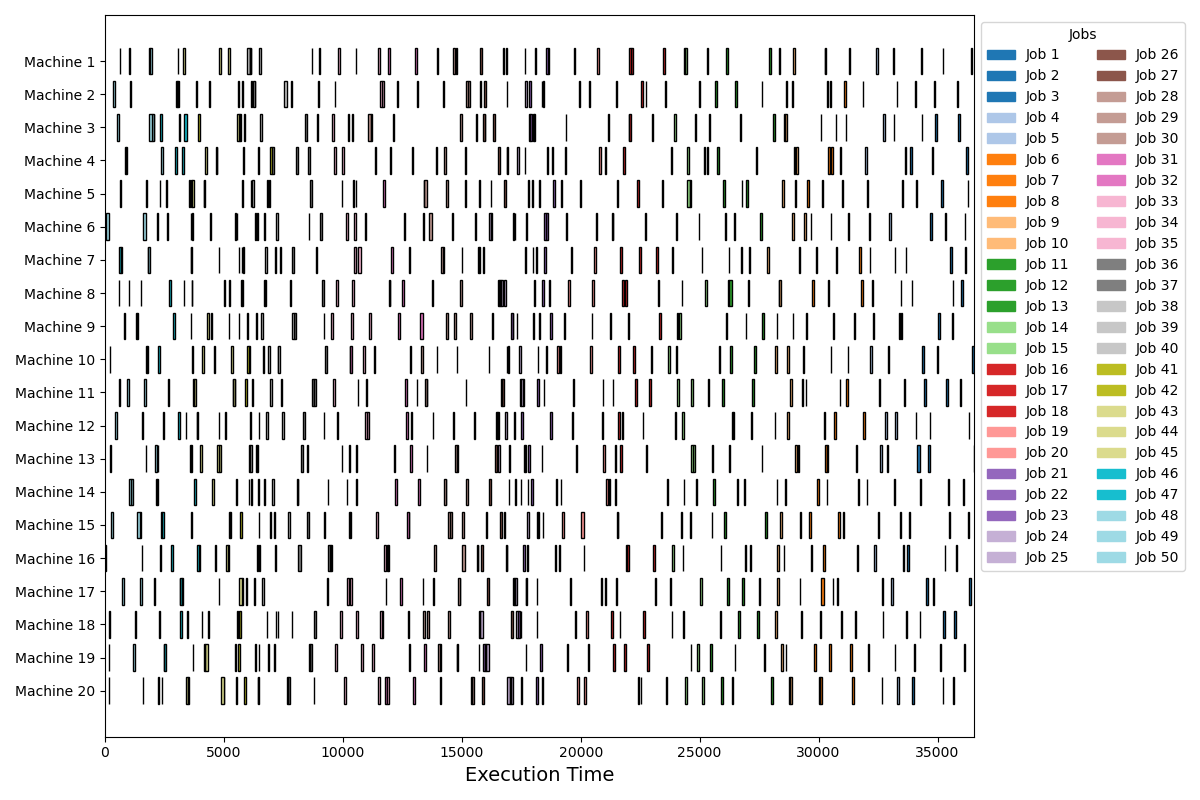 Machine 1
Machine 2
Machine 3
Machine 4
Machine 5
Machine 6
Machine 7
Machine 8
Machine 9
Machine 10
Machine 11
Machine 12
Machine 13
Machine 14
Machine 15
Machine 16
Machine 17
Machine 18
Machine 19
Machine 20
0 5000 10000 15000 20000 25000 30000 35000
Execution Time
Jobs
Job 1
Job 2
Job 3
Job 4
Job 5
Job 6
Job 7
Job 8
Job 9
Job 10
Job 11
Job 12
Job 13
Job 14
Job 15
Job 16
Job 17
Job 18
Job 19
Job 20
Job 21
Job 22
Job 23
Job 24
Job 25
Job 26
Job 27
Job 28
Job 29
Job 30
Job 31
Job 32
Job 33
Job 34
Job 35
Job 36
Job 37
Job 38
Job 39
Job 40
Job 41
Job 42
Job 43
Job 44
Job 45
Job 46
Job 47
Job 48
Job 49
Job 50